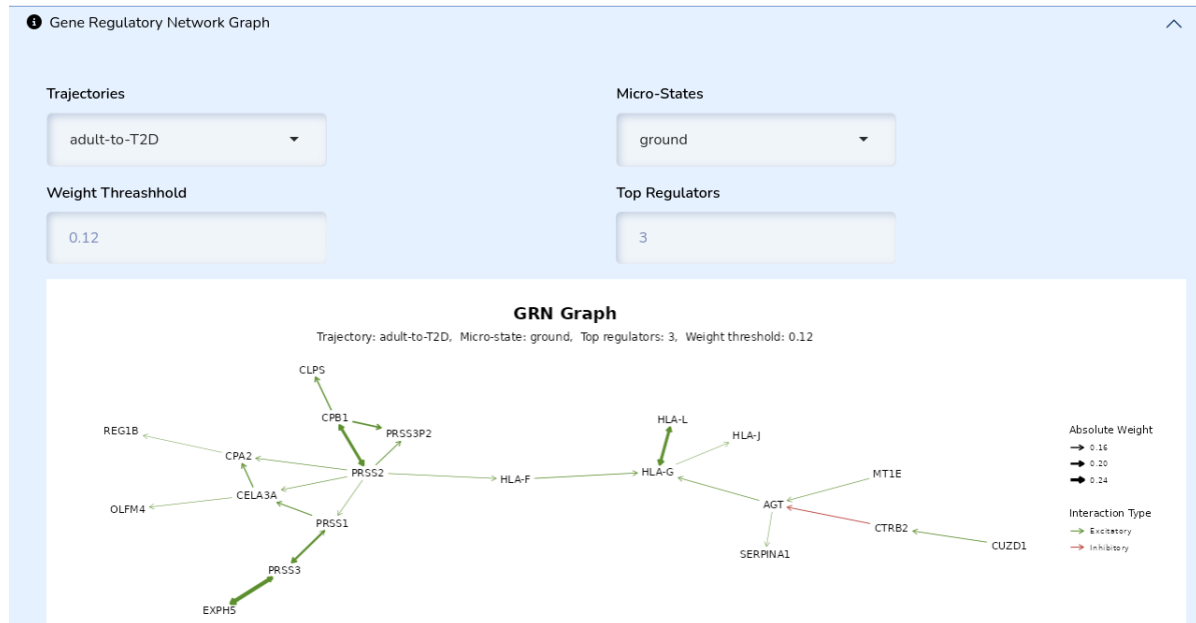 Gene Regulatory Network Graph
Trajectories
Micro-States
adult-to-T2D
ground
Weight Threashhold
Top Regulators
0.12
3
GRN Graph
Trajectory: adult-to-T2D, Micro-state: ground, Top regulators: 3, Weight threshold: 0.12
CLPS
CPB1
HLA-L
REG1B
PRSS3P2
HLA-J
Absolute Weight
0.16
CPA2
0.20
PRSS2
HLA-F
HLA-G
MT1E
0.24
CELA3A
OLFM4
AGT
Interaction Type
PRSS1
CTRB2
Excitatory
CUZD1
Inhibitory
SERPINA1
PRSS3
EXPH5